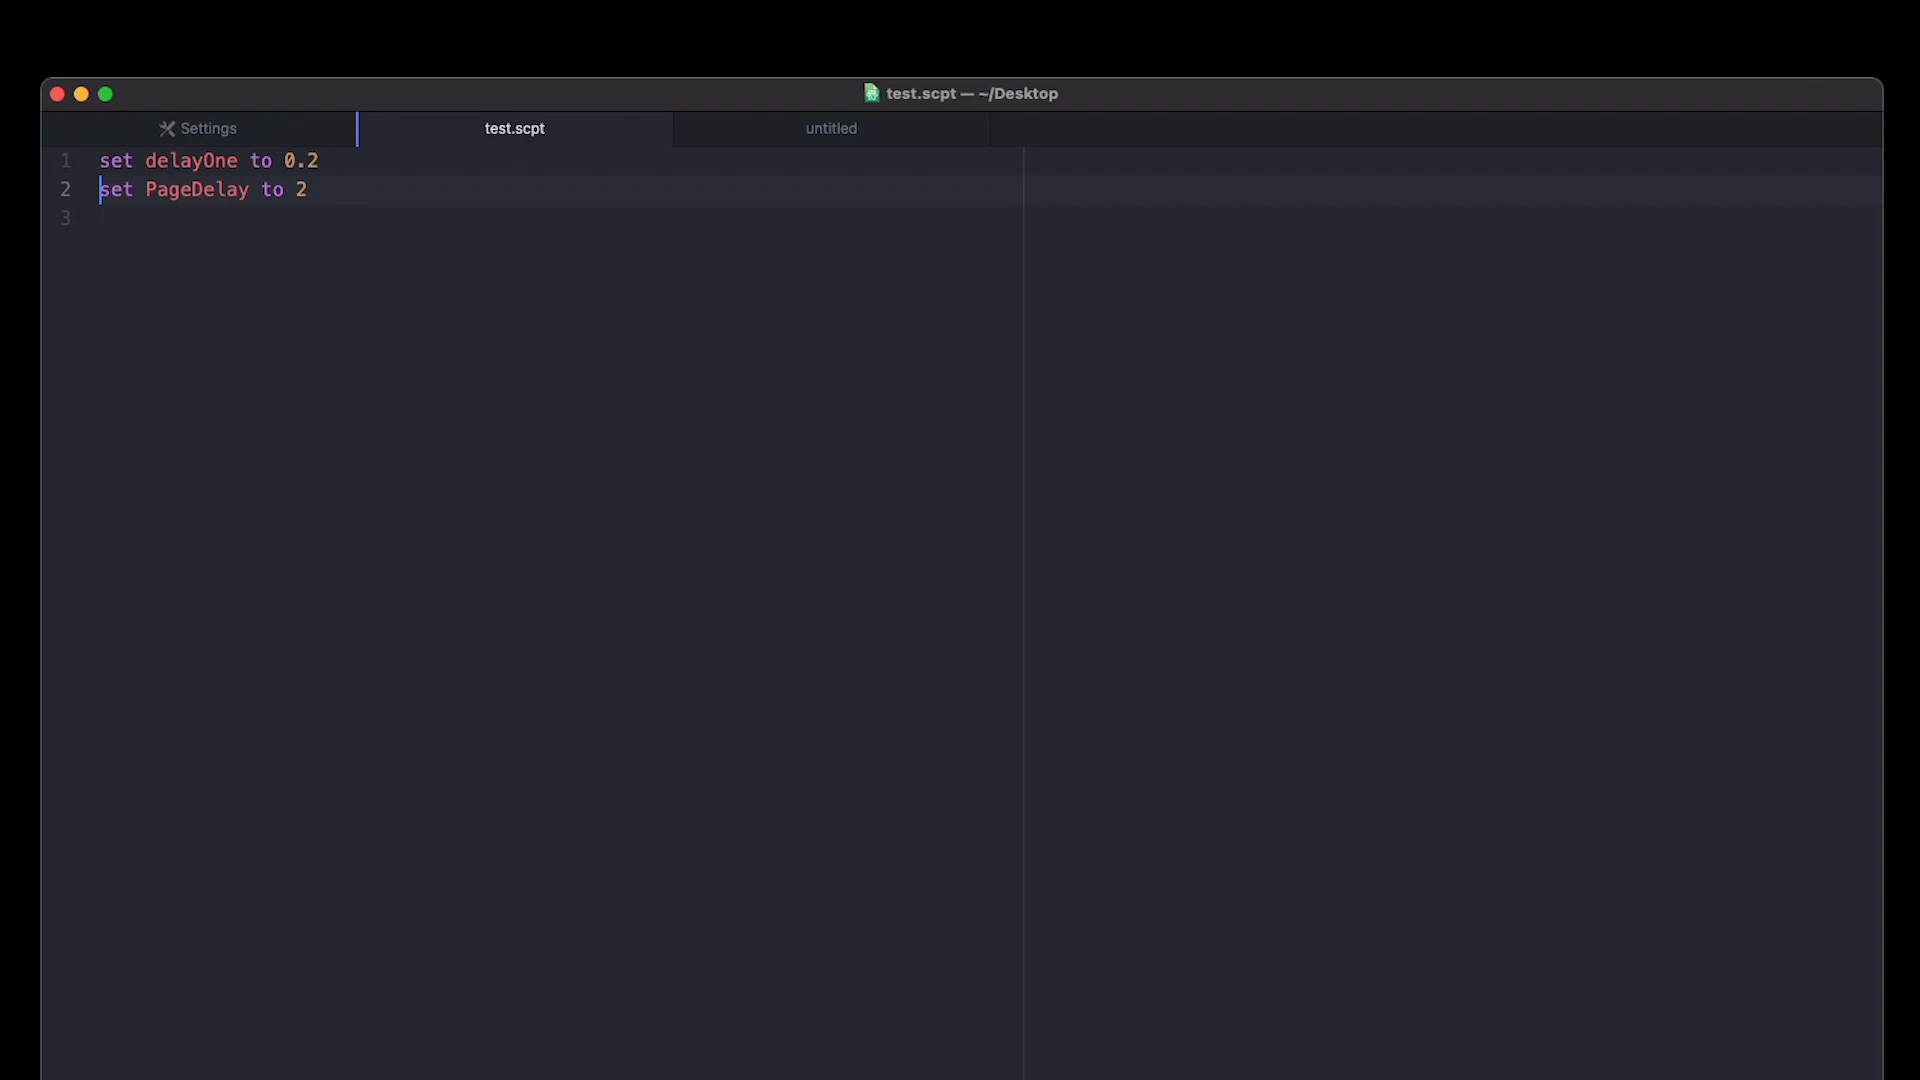 test.scpt — ~/Desktop
Settings
test.scpt
untitled
1 set delayOne to 0.2
2 set PageDelay to 2
3